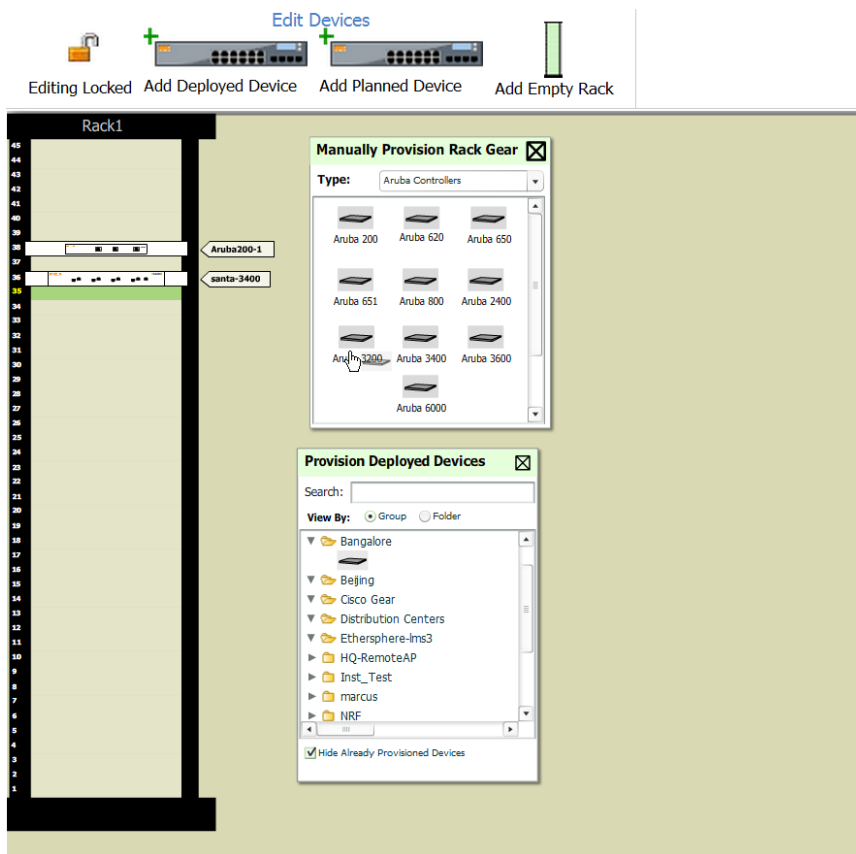 Edit Devices
Editing Locked
Add Deployed Device
Add Planned Device
Add Empty Rack
Rack1
45
44
43
42
41
40
39
38
37
36
35
34
33
32
31
30
29
28
27
26
25
24
23
22
21
20
19
18
17
16
15
14
13
12
11
10
9
8
7
6
5
4
3
2
1
Aruba200-1
santa-3400
Manually Provision Rack Gear
Type: Aruba Controllers
Aruba 200 Aruba 620 Aruba 650
Aruba 651 Aruba 800 Aruba 2400
Aruba 3200 Aruba 3400 Aruba 3600
Aruba 6000
Provision Deployed Devices
Search:
View By: Group Folder
Bangalore
Beijing
Cisco Gear
Distribution Centers
Ethersphere-lms3
HQ-RemoteAP
Inst_Test
marcus
NRF
Hide Already Provisioned Devices